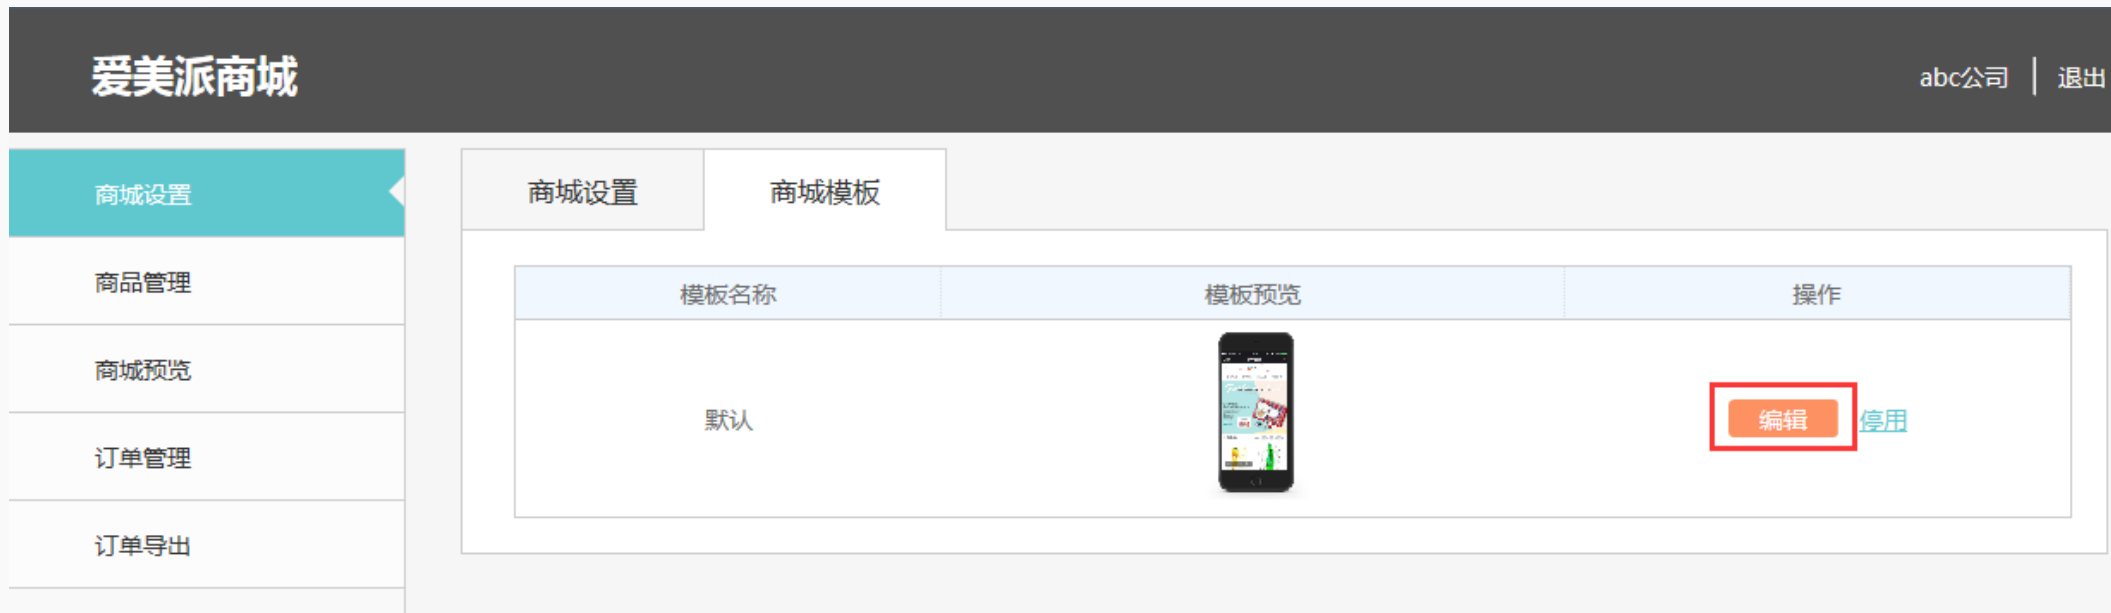 爱美派商城
abc公司 | 退出
商城设置
商品管理
商城预览
订单管理
订单导出
商城设置 商城模板
模板名称 模板预览 操作
默认 编辑 停用